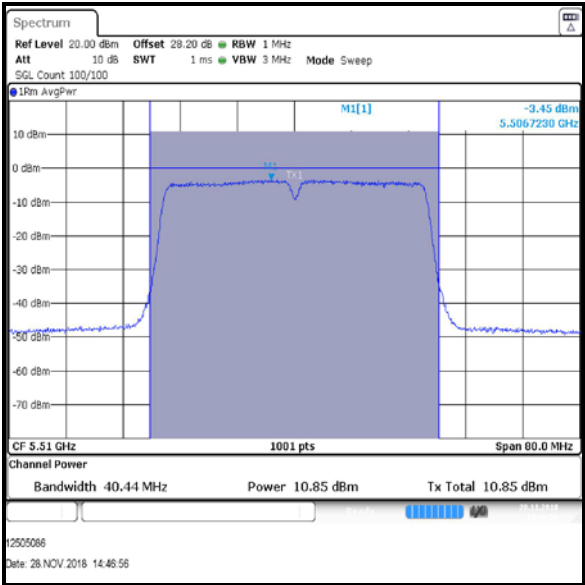 Spectrum
Ref Level 20.00 dBm Offset 28.20 dB RBW 1 MHz
Att 10 dB SWT 1 ms VBW 3 MHz Mode Sweep
SGL Count 100/100
1Rm AvgPwr
M1[1] -3.45 dBm
5.5067230 GHz
10 dBm
0 dBm
M1
Tx1
-10 dBm
-20 dBm
-30 dBm
-40 dBm
-50 dBm
-60 dBm
-70 dBm
CF 5.51 GHz 1001 pts Span 80.0 MHz
Channel Power
Bandwidth 40.44 MHz Power 10.85 dBm Tx Total 10.85 dBm
12505086
Date: 28.NOV.2018 14:46:56